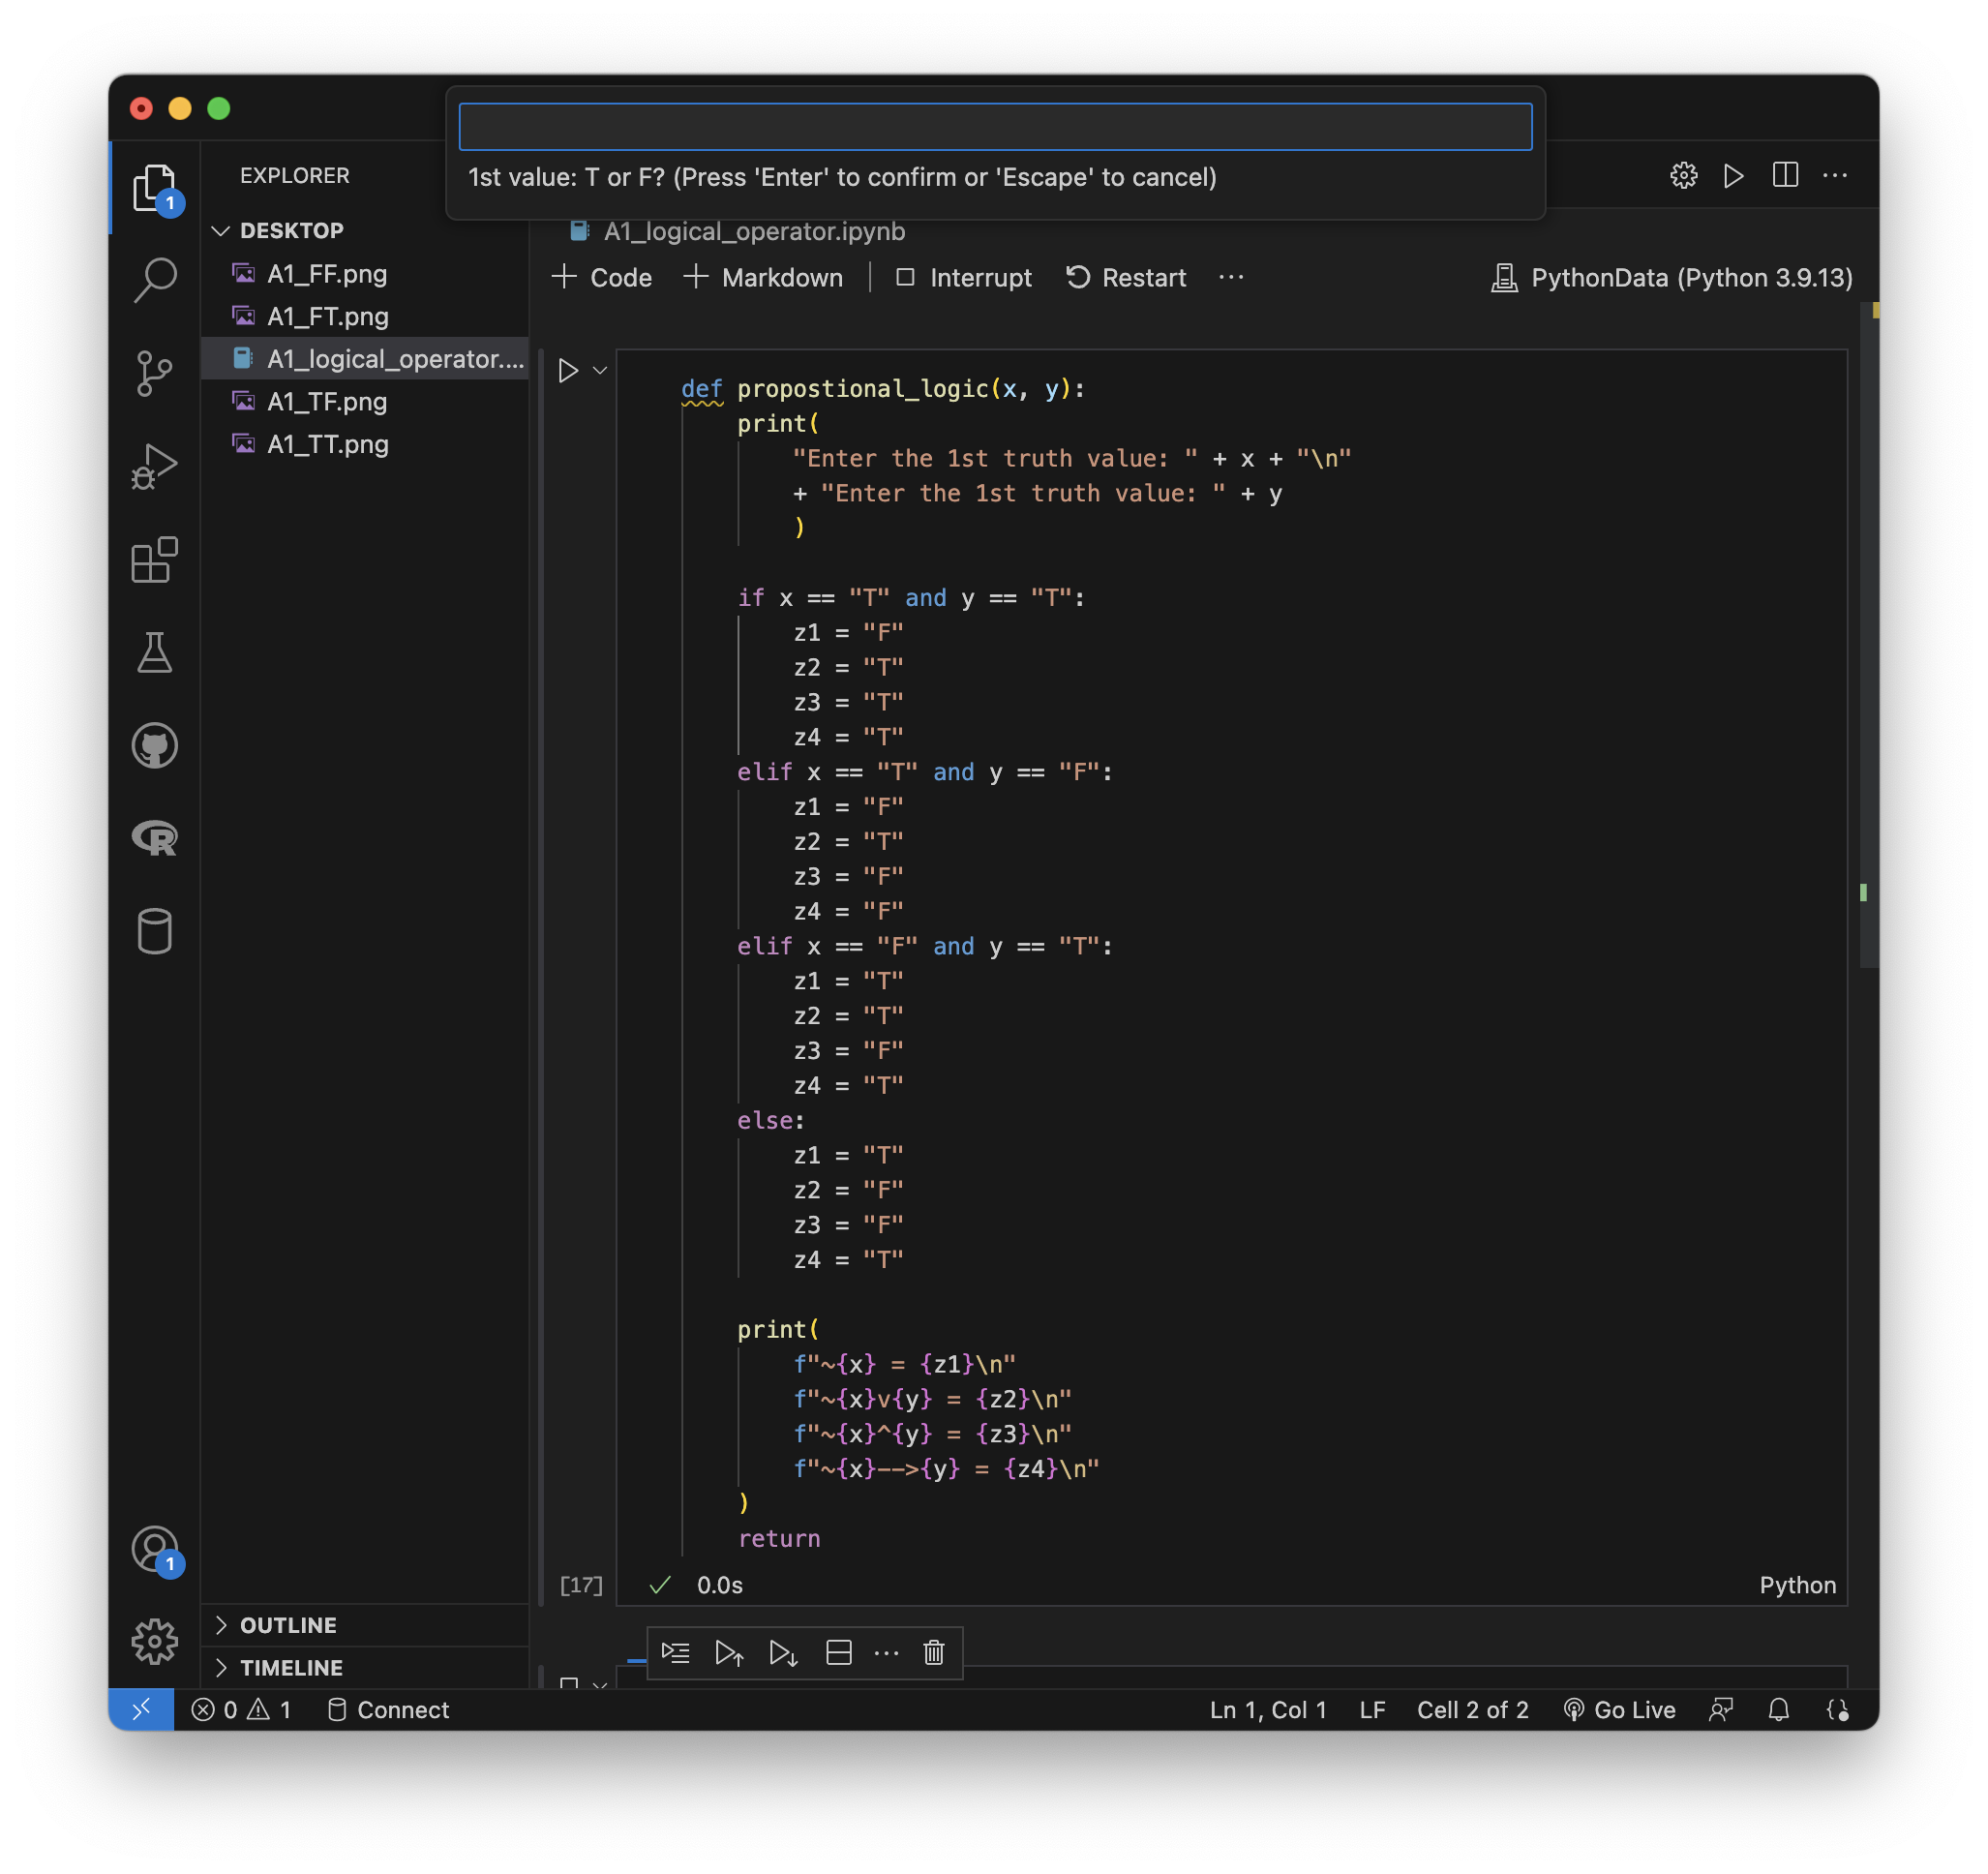 1st value: T or F? (Press 'Enter' to confirm or 'Escape' to cancel)
EXPLORER
1
DESKTOP
A1_FF.png
A1_FT.png
A1_logical_operator....
A1_TF.png
A1_TT.png
A1_logical_operator.ipynb
Code Markdown Interrupt Restart ... PythonData (Python 3.9.13)
def propostional_logic(x, y):
    print(
        "Enter the 1st truth value: " + x + "\n"
        + "Enter the 1st truth value: " + y
        )

    if x == "T" and y == "T":
        z1 = "F"
        z2 = "T"
        z3 = "T"
        z4 = "T"
    elif x == "T" and y == "F":
        z1 = "F"
        z2 = "T"
        z3 = "F"
        z4 = "F"
    elif x == "F" and y == "T":
        z1 = "T"
        z2 = "T"
        z3 = "F"
        z4 = "T"
    else:
        z1 = "T"
        z2 = "F"
        z3 = "F"
        z4 = "T"

    print(
        f"~{x} = {z1}\n"
        f"~{x}v{y} = {z2}\n"
        f"~{x}^{y} = {z3}\n"
        f"~{x}-->{y} = {z4}\n"
    )
    return
[17] 0.0s Python
1
OUTLINE
TIMELINE
0 1 Connect Ln 1, Col 1 LF Cell 2 of 2 Go Live